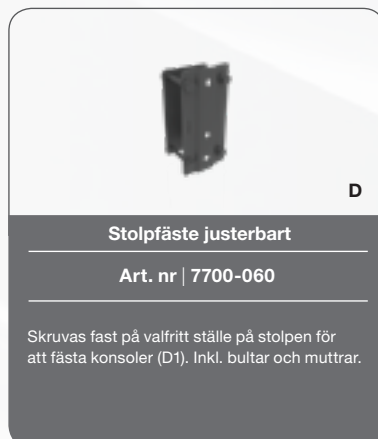 D
Stolpfäste justerbart
Art. nr | 7700-060
Skruvas fast på valfritt ställe på stolpen för
att fästa konsoler (D1). Inkl. bultar och muttrar.